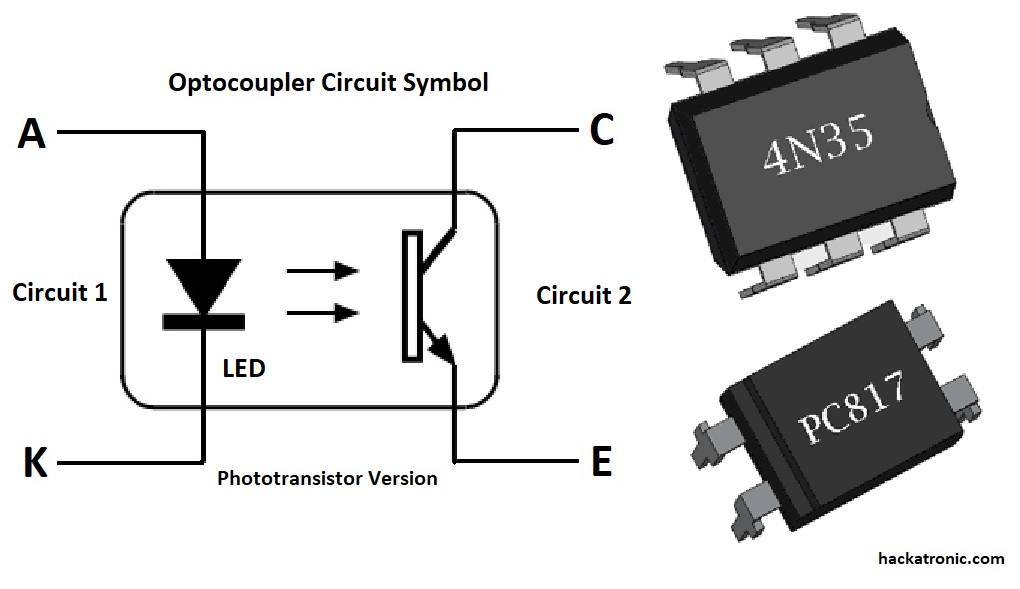 Optocoupler Circuit Symbol
A
C
Circuit 1
Circuit 2
LED
K
E
Phototransistor Version
4N35
PC817
hackatronic.com